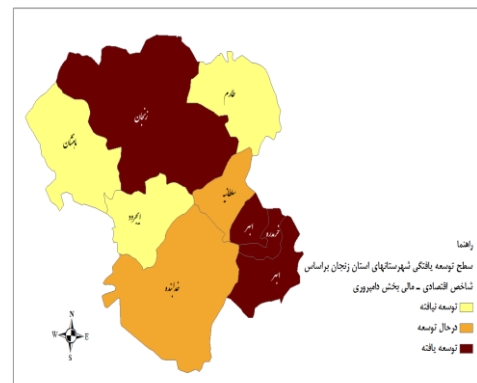 طارم
زنجان
ماهنشان
سلطانیه
ابهر
خرمدره
ایجرود
ابهر
خدابنده
راهنما
سطح توسعه یافتگی شهرستانهای استان زنجان براساس
شاخص اقتصادی - مالی بخش دامپروری
توسعه نیافته
درحال توسعه
توسعه یافته
N
W
E
S